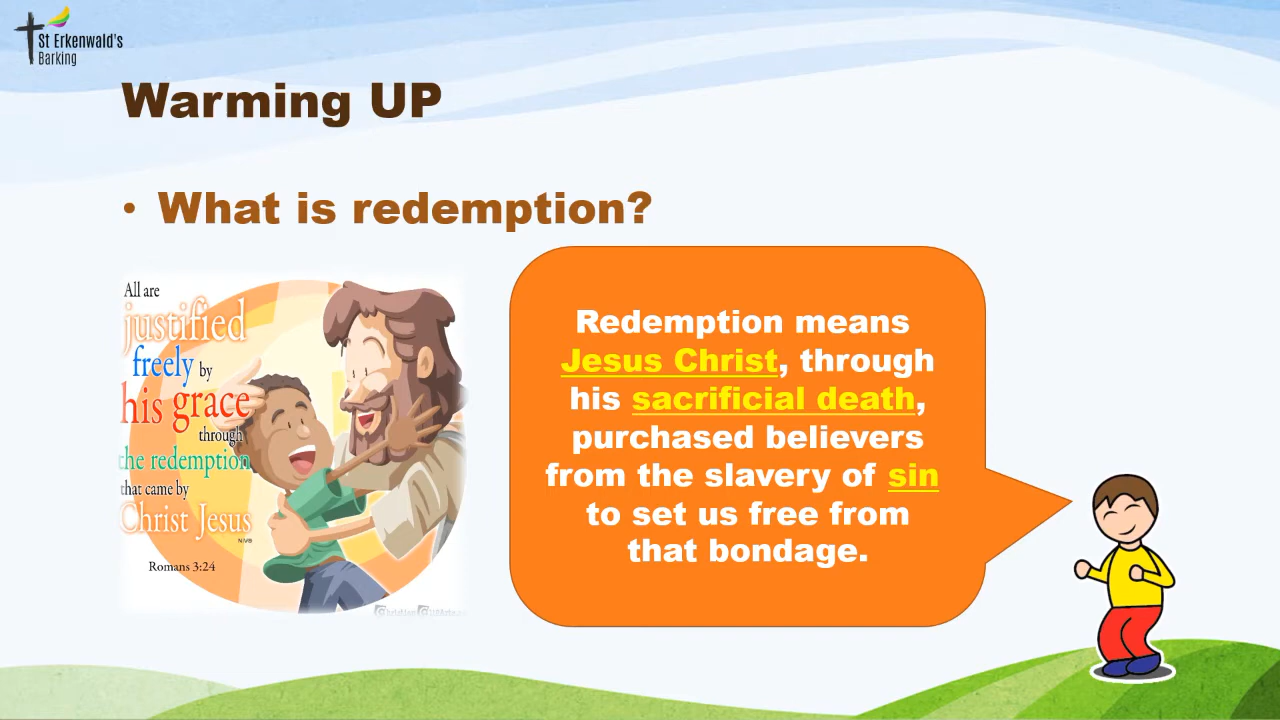 St Erkenwald's
Barking
Warming UP
• What is redemption?
All are
justified
freely by
his grace
through
the redemption
that came by
Christ Jesus
NIVB
Romans 3:24
Redemption means
Jesus Christ, through
his sacrificial death,
purchased believers
from the slavery of sin
to set us free from
that bondage.